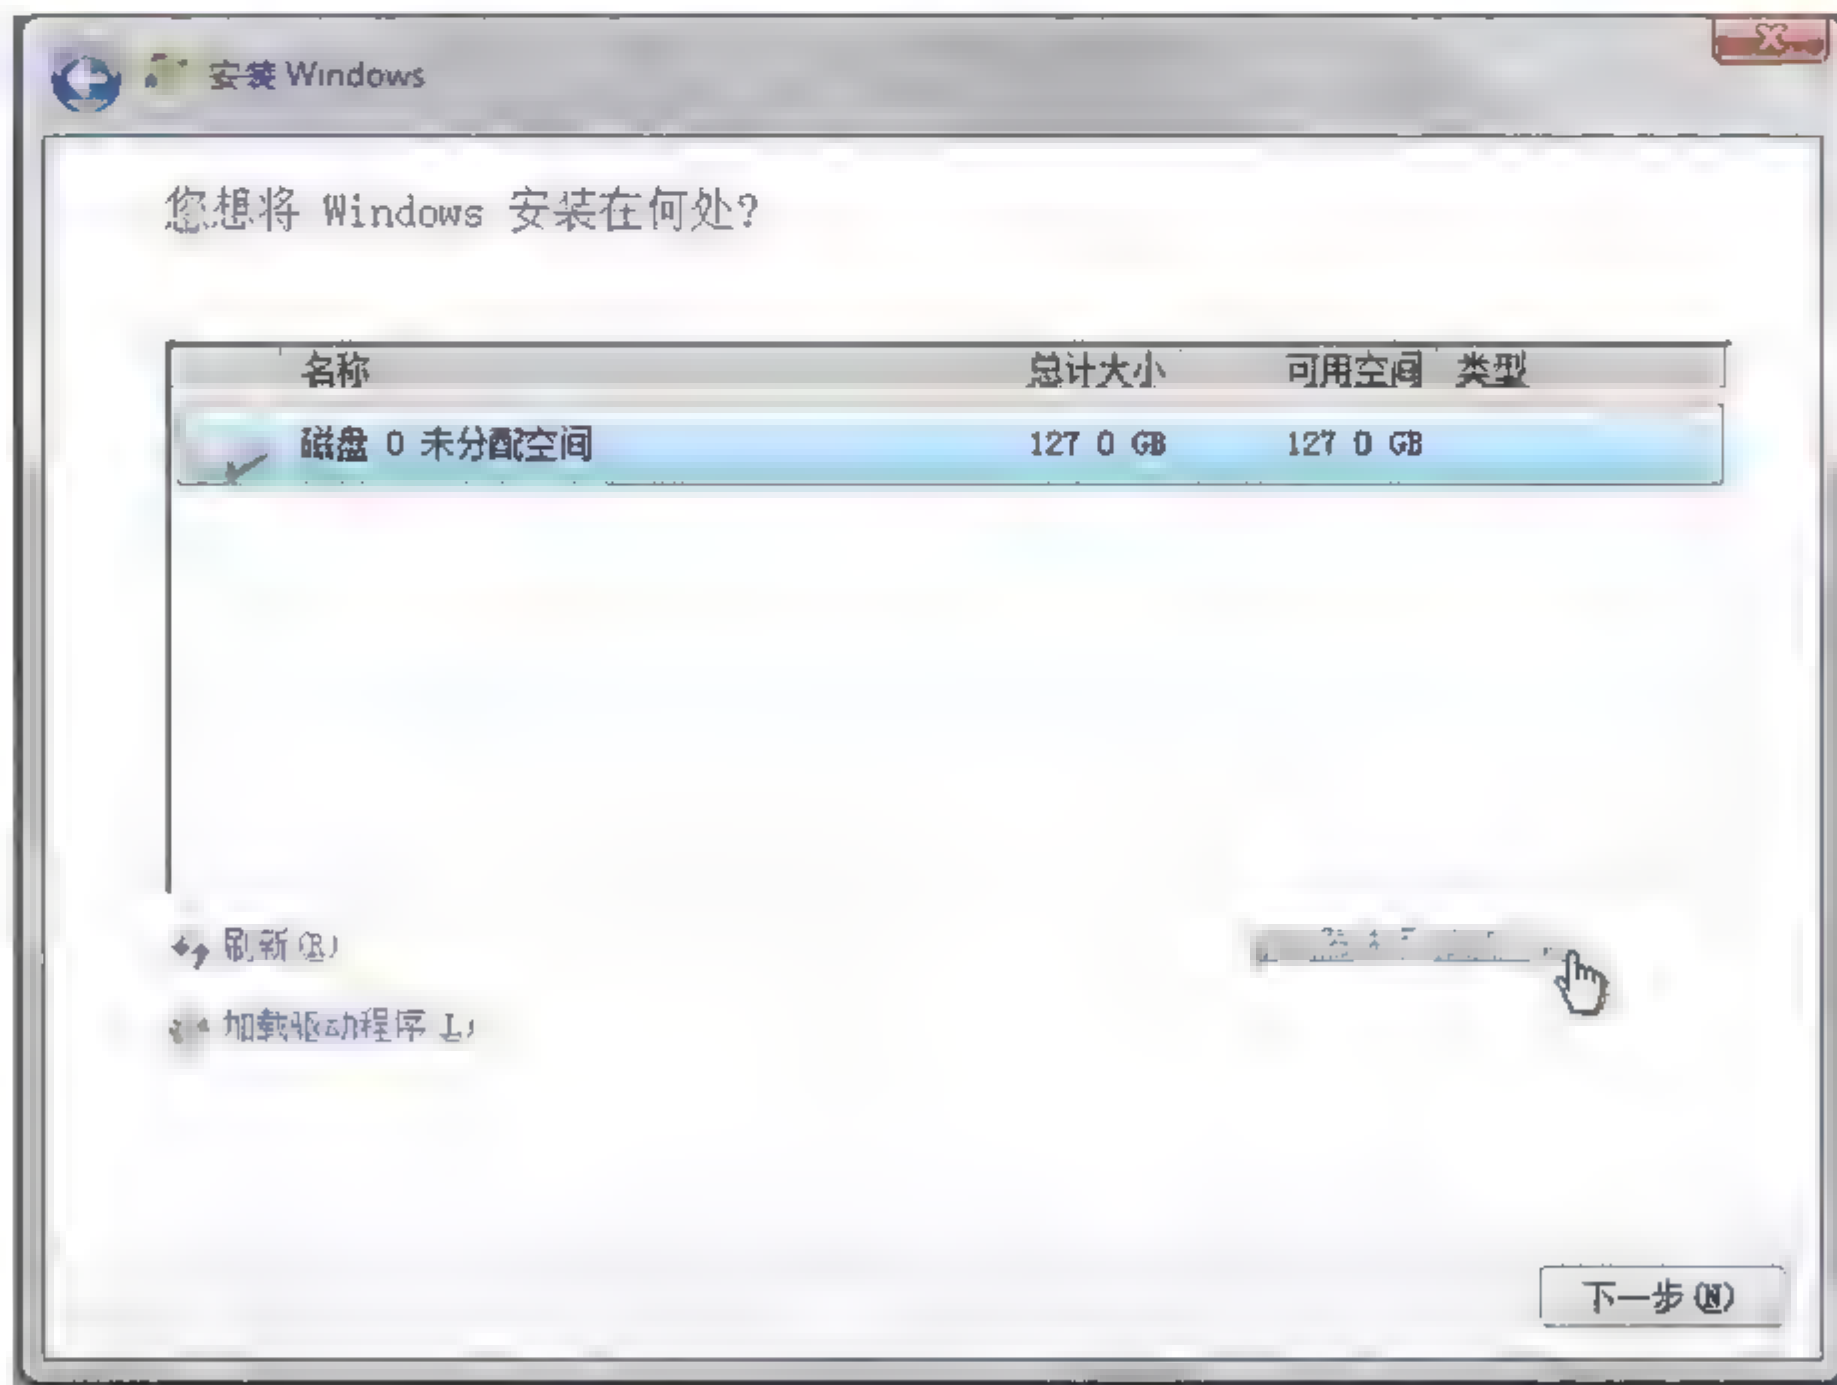 安装 Windows
您想将 Windows 安装在何处?
名称 总计大小 可用空间 类型
磁盘 0 未分配空间 127 0 GB 127 0 GB
刷新(R)
加载驱动程序 L)
下一步(N)